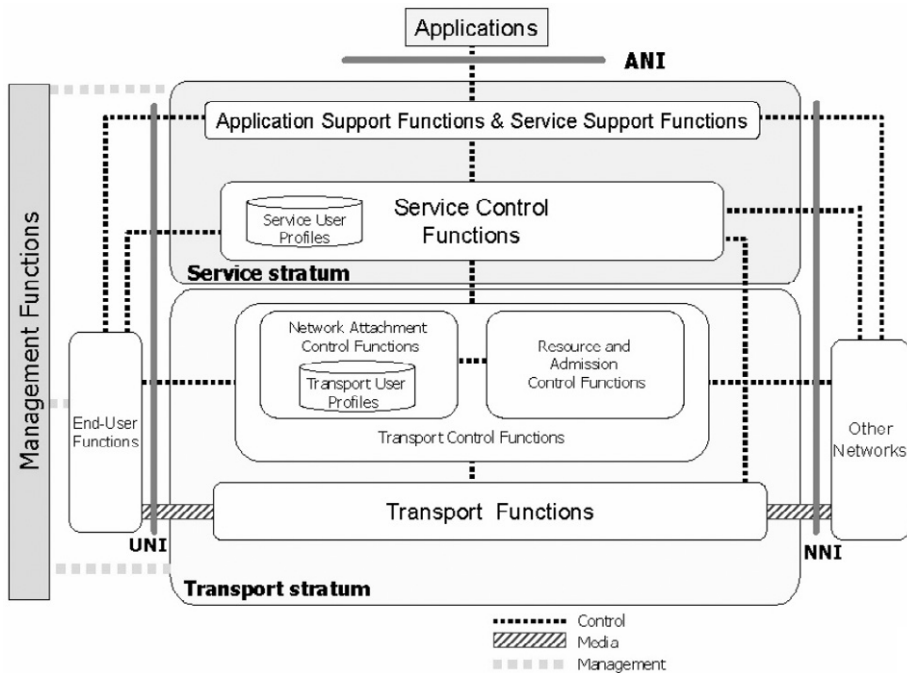 Applications
ANI
Application Support Functions & Service Support Functions
Service User
Profiles
Service Control
Functions
Service stratum
Management Functions
Network Attachment
Control Functions
Transport User
Profiles
Resource and
Admission
Control Functions
Transport Control Functions
End-User
Functions
Other
Networks
Transport Functions
UNI
NNI
Transport stratum
Control
Media
Management